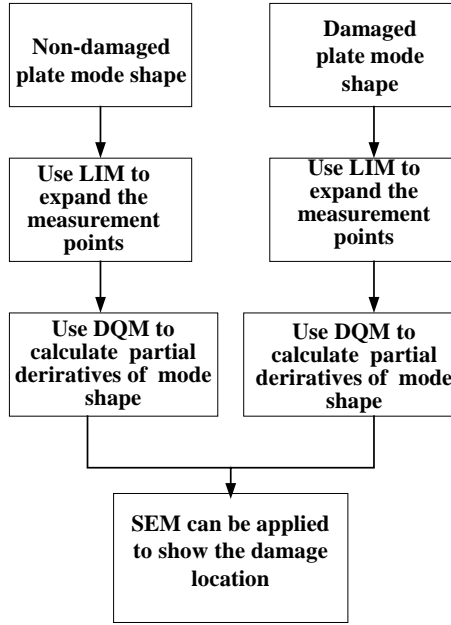 Non-damaged
plate mode shape
Damaged
plate mode
shape
Use LIM to
expand the
measurement
points
Use LIM to
expand the
measurement
points
Use DQM to
calculate partial
deriratives of mode
shape
Use DQM to
calculate partial
deriratives of mode
shape
SEM can be applied
to show the damage
location